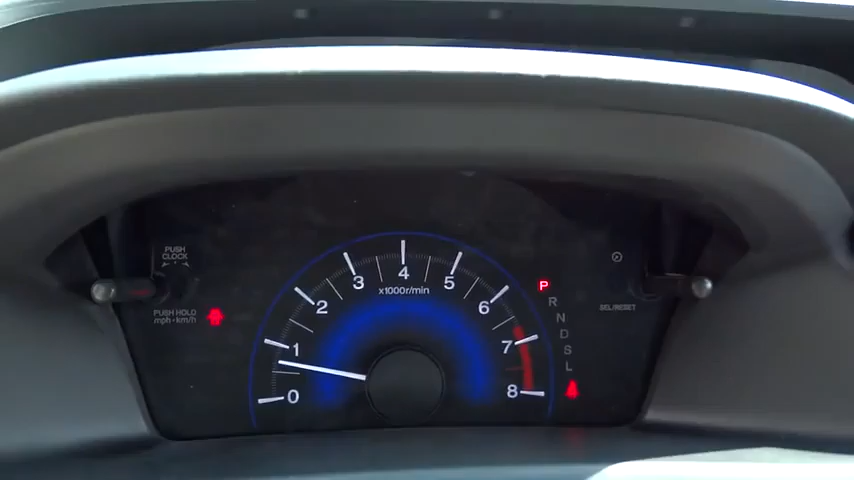 PUSH
CLOCK
PUSH HOLD
mph↔km/h
0
1
2
3
4
5
6
7
8
x1000r/min
P
R
N
D
S
L
SEL/RESET